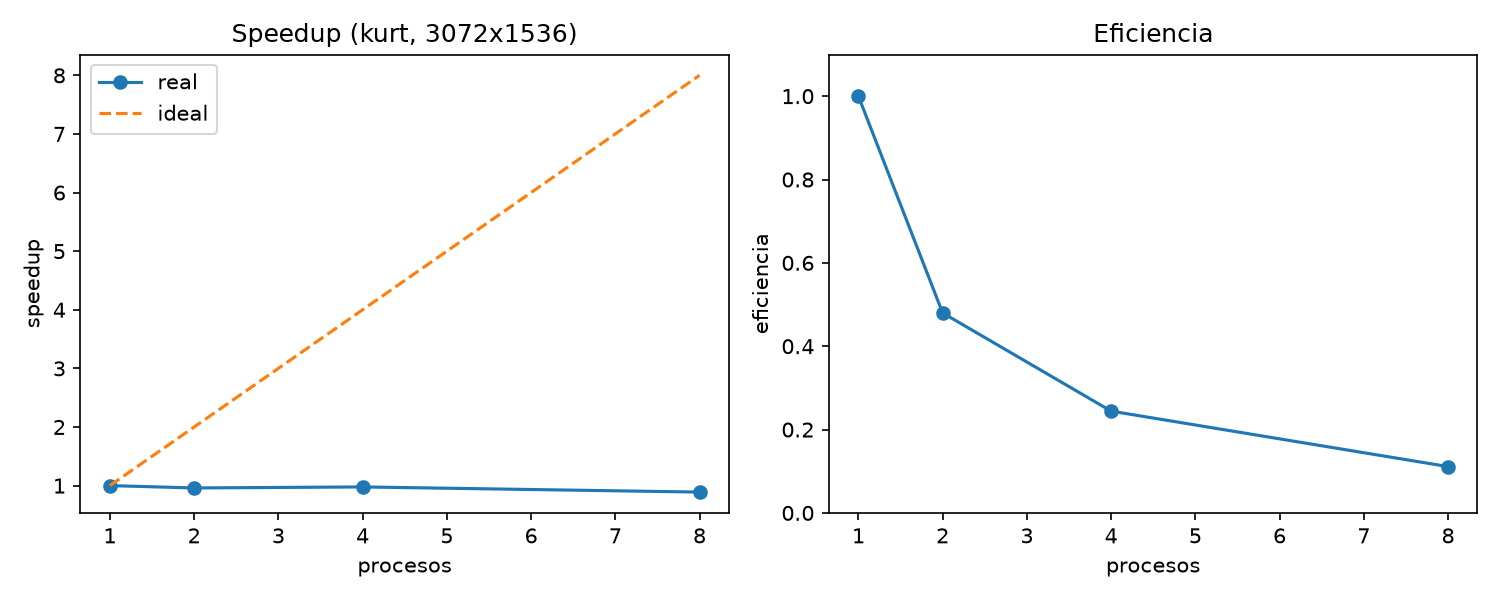 Speedup (kurt, 3072x1536)
real
ideal
8
7
6
5
4
3
2
1
speedup
1 2 3 4 5 6 7 8
procesos
Eficiencia
1.0
0.8
0.6
0.4
0.2
0.0
eficiencia
1 2 3 4 5 6 7 8
procesos